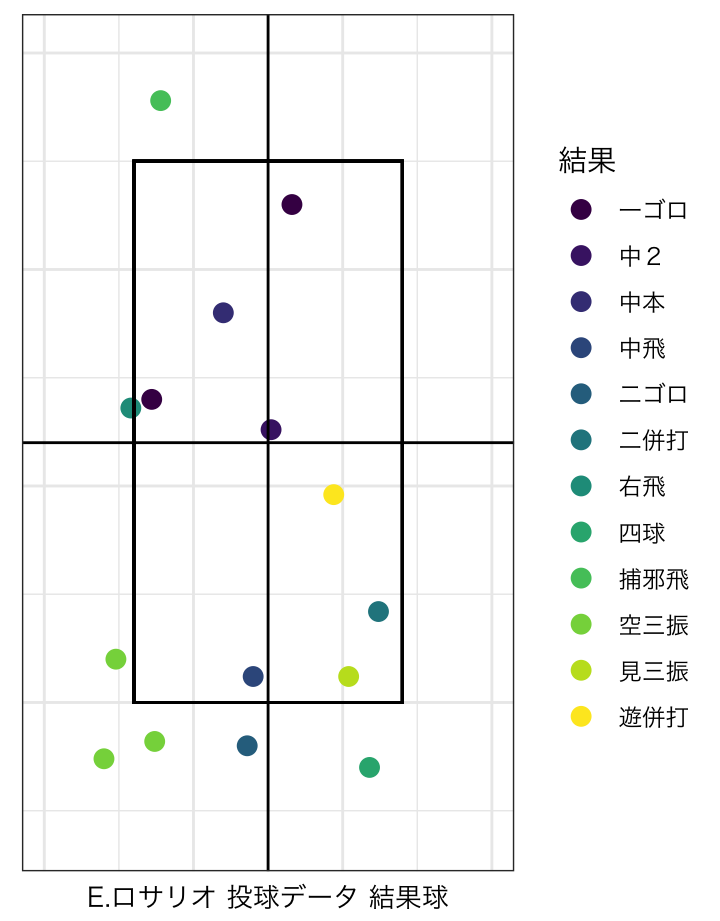 結果
一ゴロ
中２
中本
中飛
二ゴロ
二併打
右飛
四球
捕邪飛
空三振
見三振
遊併打
E.ロサリオ 投球データ 結果球